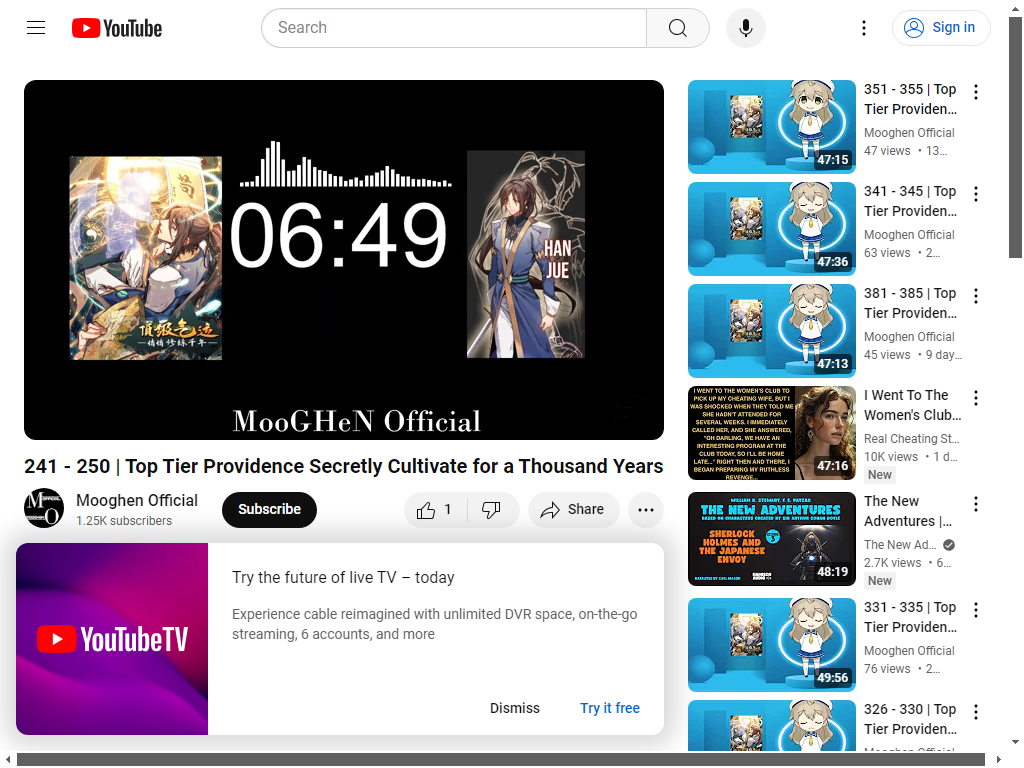 YouTube
Search
Sign in
06:49
HAN
JUE
頂級气运
悄悄修练千年
MooGHeN Official
241 - 250 | Top Tier Providence Secretly Cultivate for a Thousand Years
Mooghen Official
1.25K subscribers
Subscribe
1
Share
YouTubeTV
Try the future of live TV – today
Experience cable reimagined with unlimited DVR space, on-the-go
streaming, 6 accounts, and more
Dismiss
Try it free
47:15
351 - 355 | Top
Tier Providen...
Mooghen Official
47 views • 13...
47:36
341 - 345 | Top
Tier Providen...
Mooghen Official
63 views • 2...
47:13
381 - 385 | Top
Tier Providen...
Mooghen Official
45 views • 9 day...
I WENT TO THE WOMEN'S CLUB TO
PICK UP MY CHEATING WIFE, BUT I
WAS SHOCKED WHEN THEY TOLD ME
SHE HADN'T ATTENDED FOR
SEVERAL WEEKS. I IMMEDIATELY
CALLED HER, AND SHE ANSWERED,
"OH DARLING, WE HAVE AN
INTERESTING PROGRAM AT THE
CLUB TODAY, SO I'LL BE HOME
LATE..." RIGHT THEN AND THERE, I
BEGAN PREPARING MY RUTHLESS
REVENGE...
47:16
I Went To The
Women's Club...
Real Cheating St...
10K views • 1 d...
New
WILLIAM K. STEWART, F. E. PATZAK
THE NEW ADVENTURES
BASED ON CHARACTERS CREATED BY SIR ARTHUR CONAN DOYLE
SHERLOCK
HOLMES AND
THE JAPANESE
ENVOY
NARRATED BY CARL MASON
48:19
The New
Adventures |...
The New Ad...
2.7K views • 6...
New
49:56
331 - 335 | Top
Tier Providen...
Mooghen Official
76 views • 2...
326 - 330 | Top
Tier Providen...
Mooghen Official